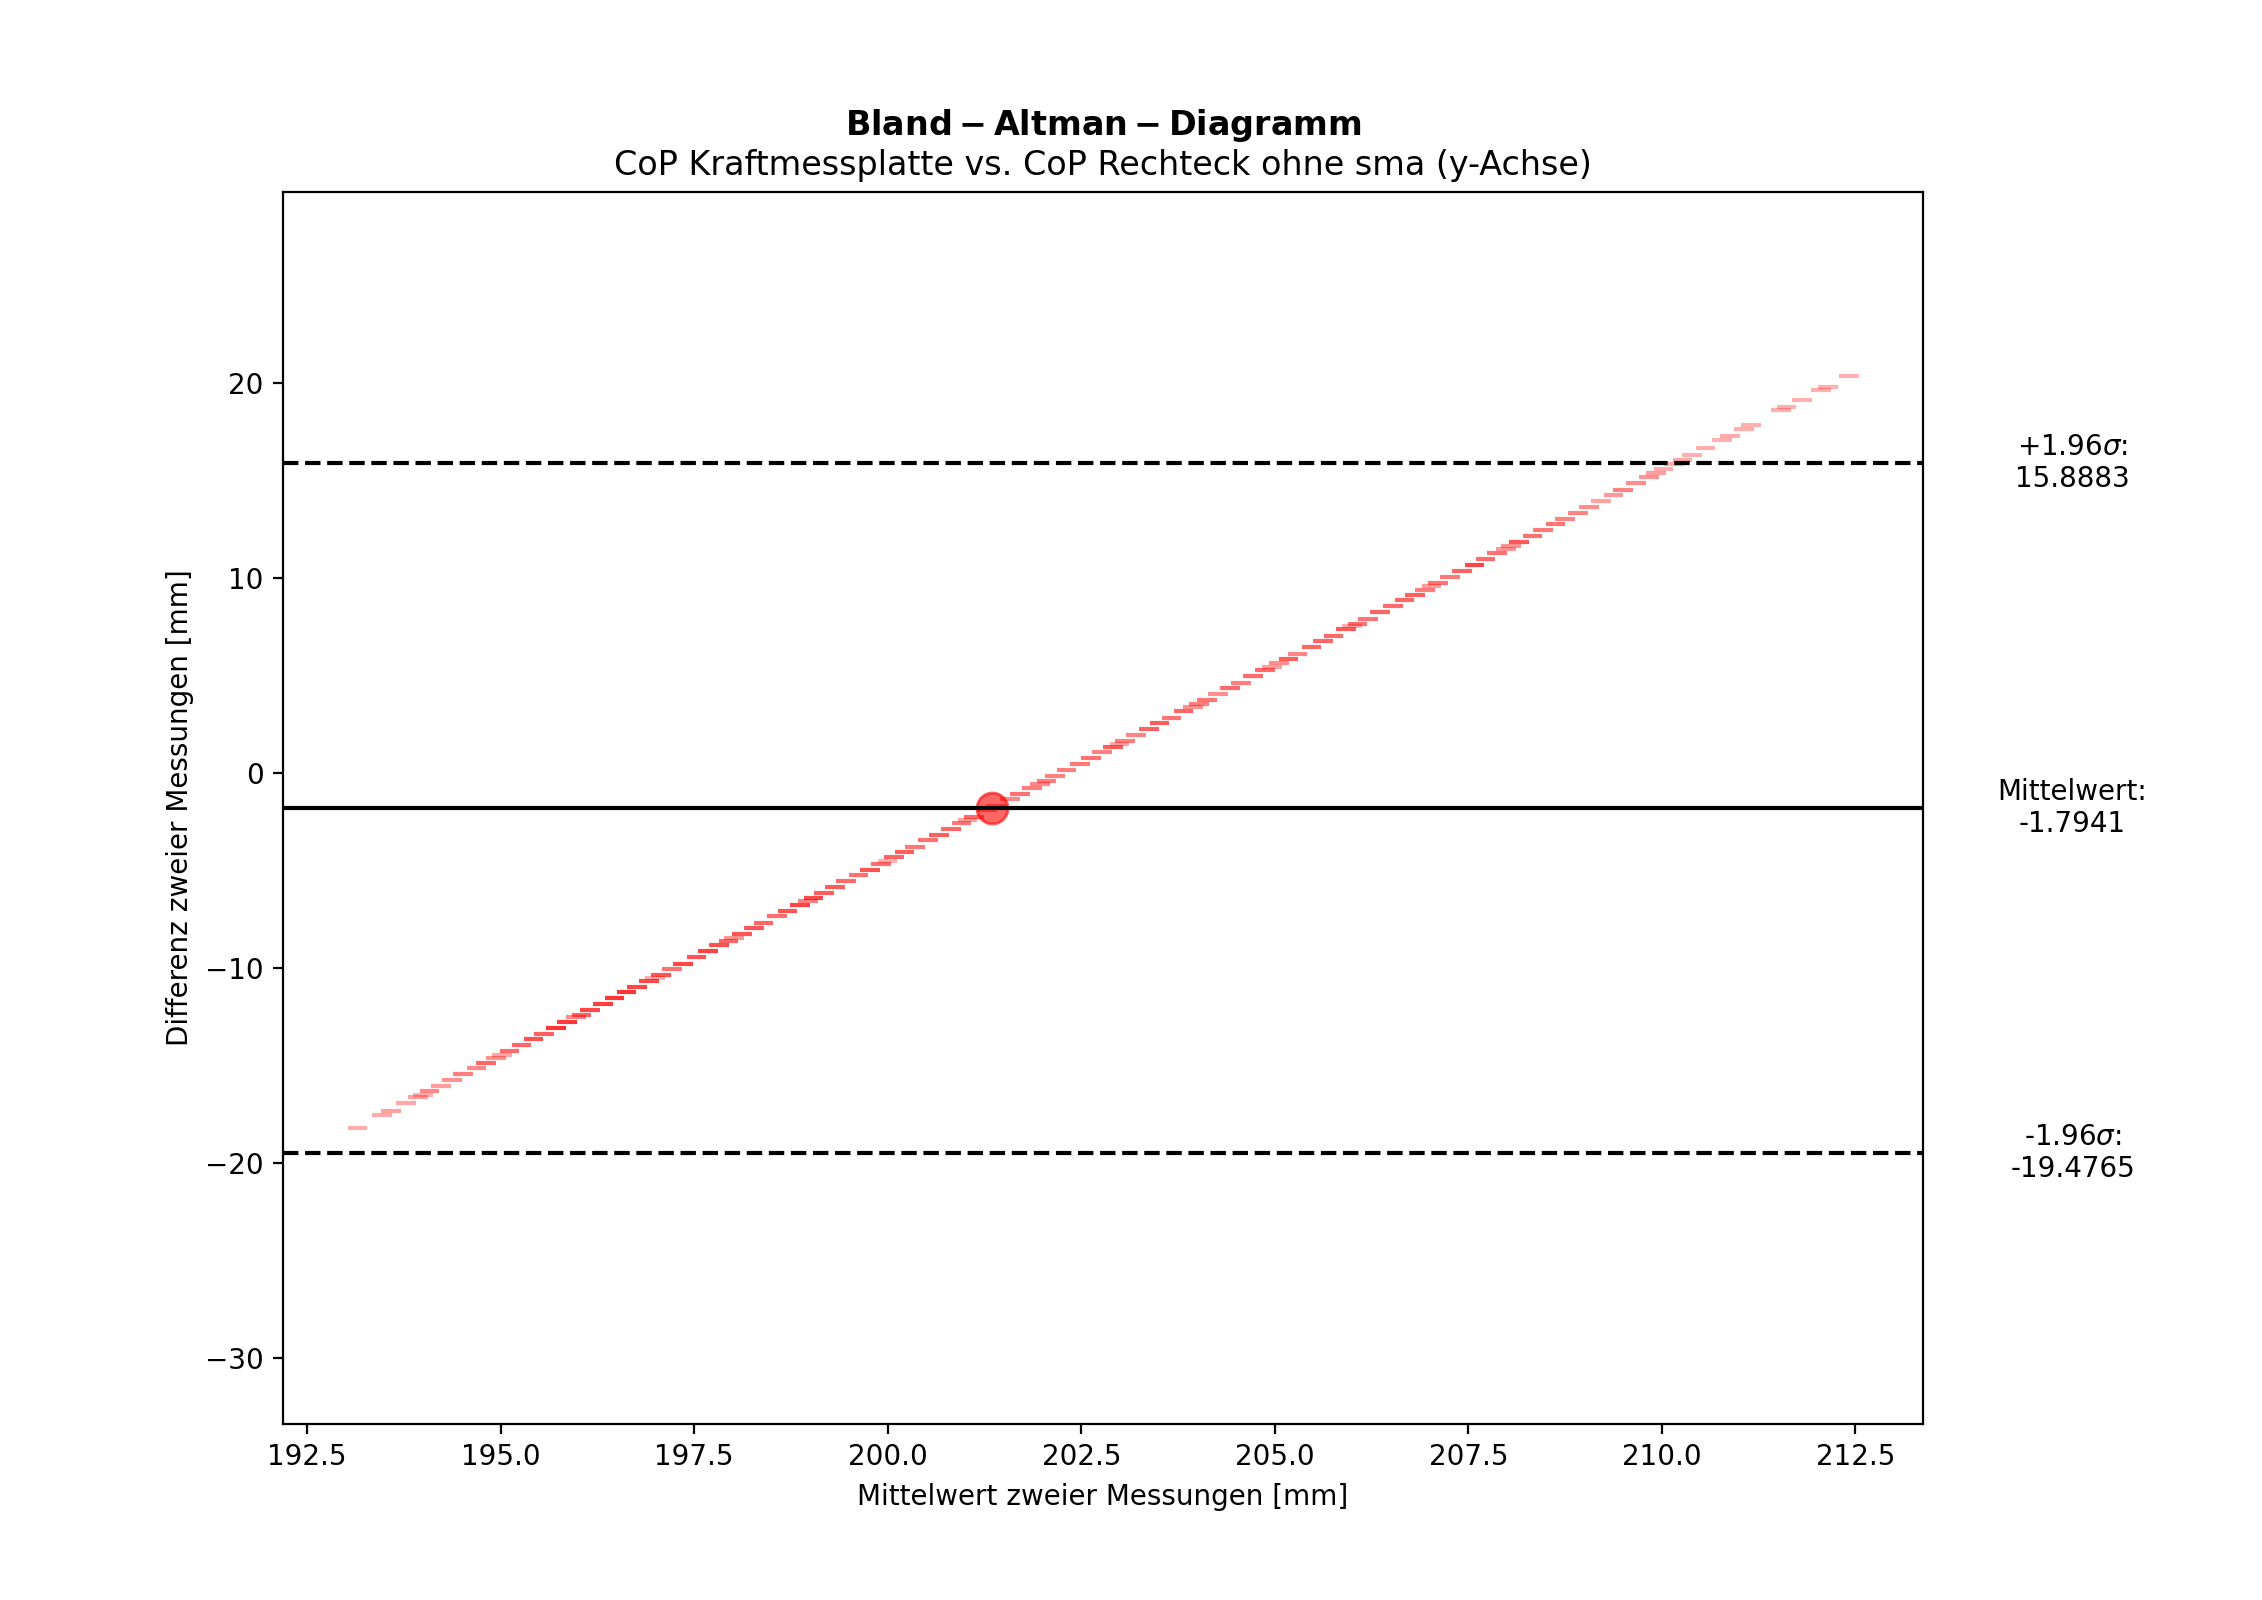 Bland − Altman − Diagramm
CoP Kraftmessplatte vs. CoP Rechteck ohne sma (y-Achse)
Differenz zweier Messungen [mm]
20
10
0
−10
−20
−30
192.5 195.0 197.5 200.0 202.5 205.0 207.5 210.0 212.5
Mittelwert zweier Messungen [mm]
+1.96σ:
15.8883
Mittelwert:
-1.7941
-1.96σ:
-19.4765